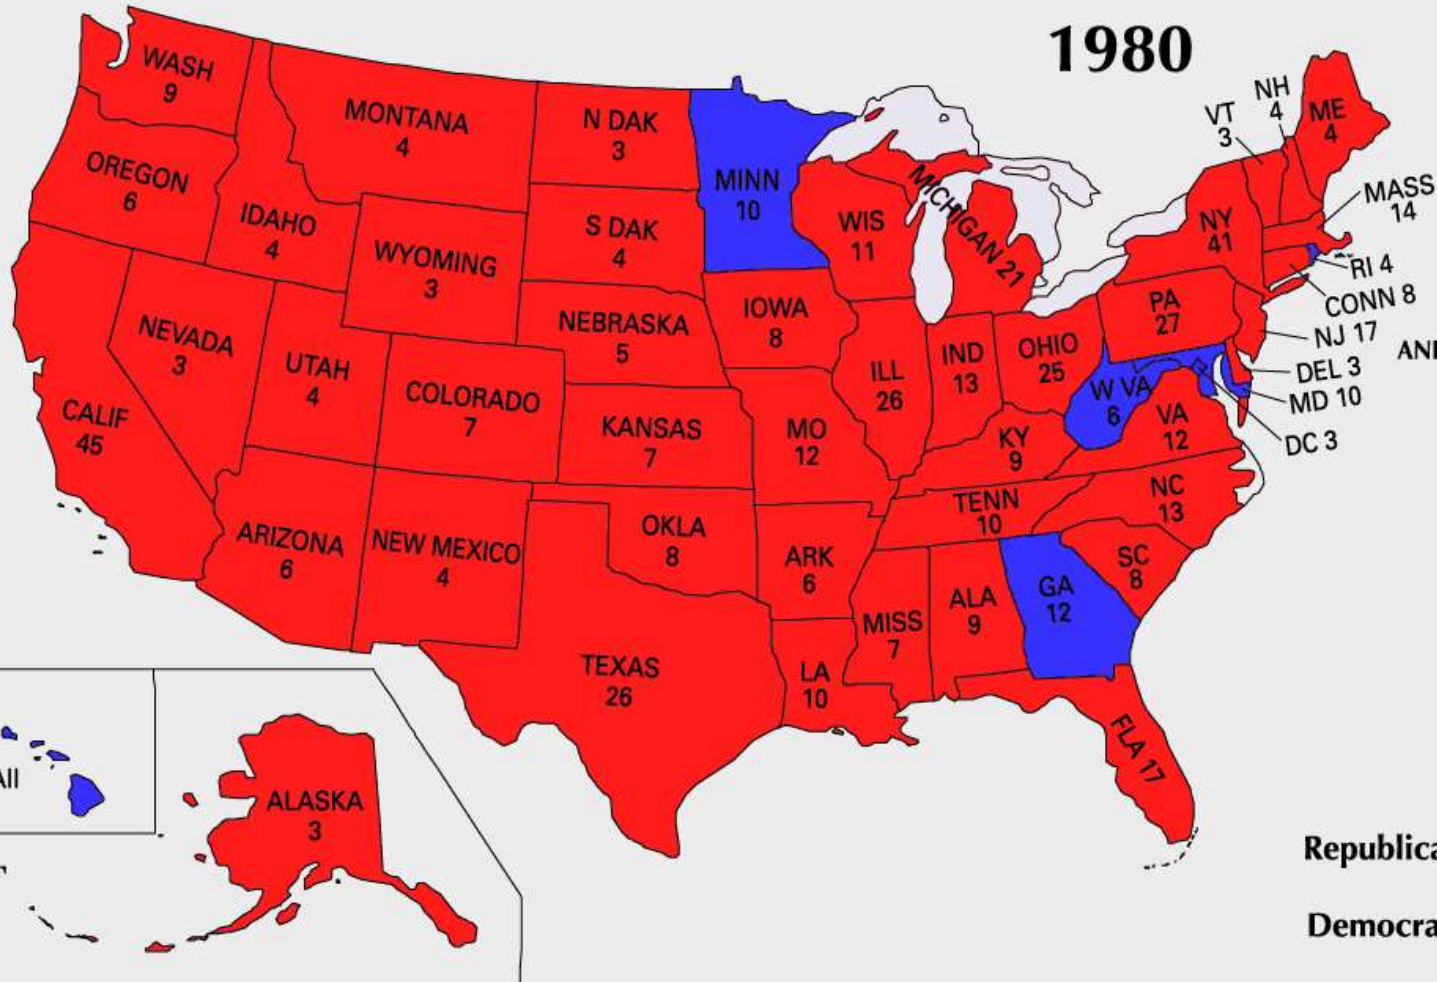 1980
WASH
9
MONTANA
4
N DAK
3
MINN
10
VT
3
NH
4
ME
4
OREGON
6
IDAHO
4
WYOMING
3
S DAK
4
WIS
11
MICHIGAN 21
NY
41
MASS
14
RI 4
CONN 8
NJ 17
DEL 3
MD 10
DC 3
NEVADA
3
UTAH
4
COLORADO
7
NEBRASKA
5
IOWA
8
ILL
26
IND
13
OHIO
25
PA
27
W VA
6
VA
12
CALIF
45
KANSAS
7
MO
12
KY
9
TENN
10
NC
13
ARIZONA
6
NEW MEXICO
4
OKLA
8
ARK
6
SC
8
GA
12
ALA
9
MISS
7
TEXAS
26
LA
10
FLA 17
AII
ALASKA
3
Republica
Democra